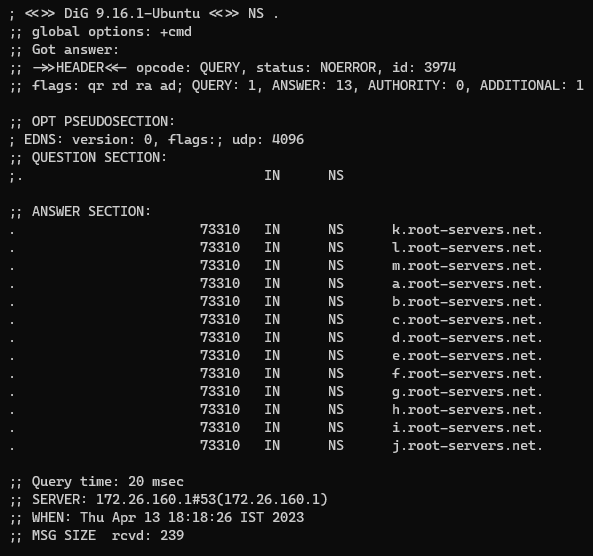 ; <<>> DiG 9.16.1-Ubuntu <<>> NS .
;; global options: +cmd
;; Got answer:
;; ->>HEADER<<- opcode: QUERY, status: NOERROR, id: 3974
;; flags: qr rd ra ad; QUERY: 1, ANSWER: 13, AUTHORITY: 0, ADDITIONAL: 1
;; OPT PSEUDOSECTION:
; EDNS: version: 0, flags:; udp: 4096
;; QUESTION SECTION:
;. IN NS
;; ANSWER SECTION:
. 73310 IN NS k.root-servers.net.
. 73310 IN NS l.root-servers.net.
. 73310 IN NS m.root-servers.net.
. 73310 IN NS a.root-servers.net.
. 73310 IN NS b.root-servers.net.
. 73310 IN NS c.root-servers.net.
. 73310 IN NS d.root-servers.net.
. 73310 IN NS e.root-servers.net.
. 73310 IN NS f.root-servers.net.
. 73310 IN NS g.root-servers.net.
. 73310 IN NS h.root-servers.net.
. 73310 IN NS i.root-servers.net.
. 73310 IN NS j.root-servers.net.
;; Query time: 20 msec
;; SERVER: 172.26.160.1#53(172.26.160.1)
;; WHEN: Thu Apr 13 18:18:26 IST 2023
;; MSG SIZE rcvd: 239